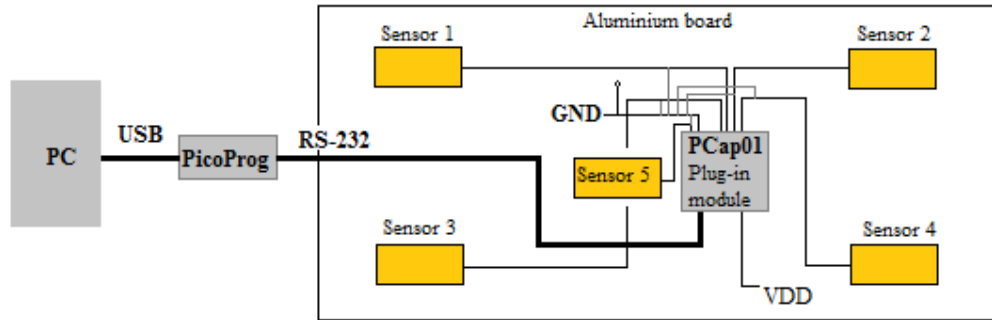 Aluminium board
Sensor 1
Sensor 2
GND
USB
RS-232
PC
PicoProg
PCap01
Plug-in
module
Sensor 5
Sensor 3
Sensor 4
VDD